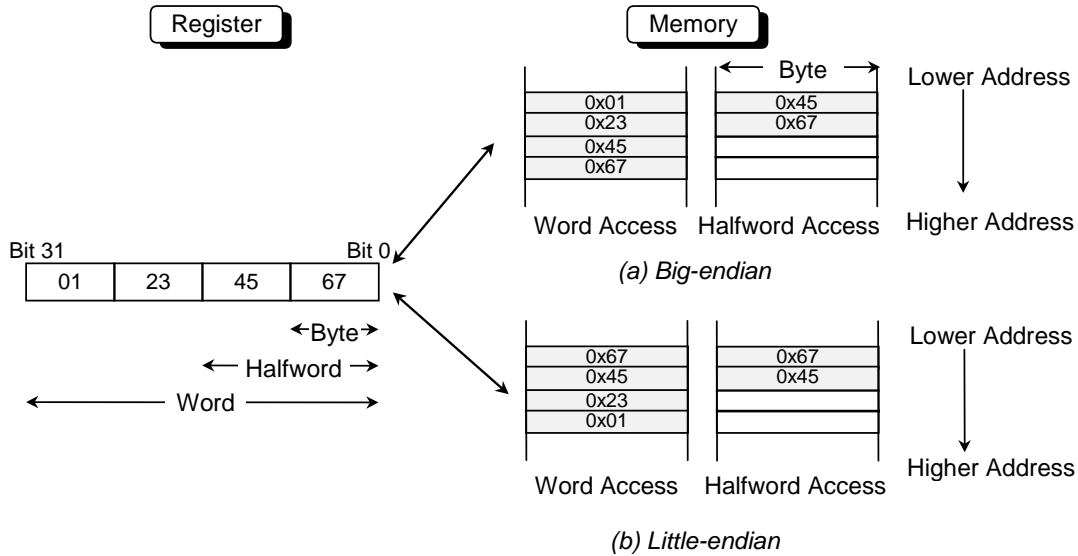 Register
Memory
Byte
Lower Address
0x01
0x23
0x45
0x67
0x45
0x67
Higher Address
Word Access
Halfword Access
(a) Big-endian
Bit 31
Bit 0
01
23
45
67
Byte
Halfword
Word
Lower Address
0x67
0x45
0x23
0x01
0x67
0x45
Higher Address
Word Access
Halfword Access
(b) Little-endian